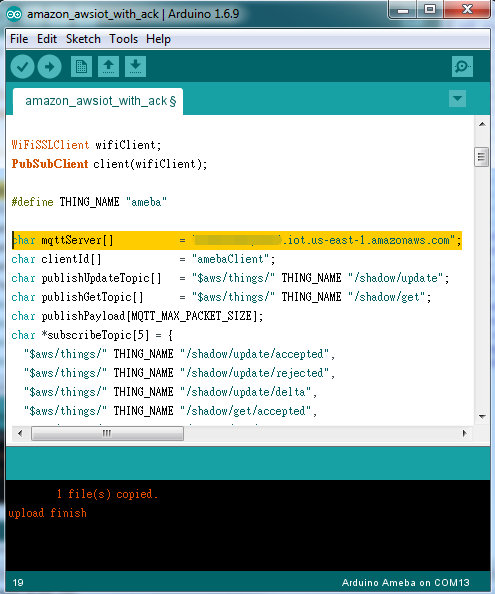 amazon_awsiot_with_ack | Arduino 1.6.9
File Edit Sketch Tools Help
amazon_awsiot_with_ack §
WiFiSSLClient wifiClient;
PubSubClient client(wifiClient);
#define THING_NAME "ameba"
char mqttServer[] = " .iot.us-east-1.amazonaws.com";
char clientId[] = "amebaClient";
char publishUpdateTopic[] = "$aws/things/" THING_NAME "/shadow/update";
char publishGetTopic[] = "$aws/things/" THING_NAME "/shadow/get";
char publishPayload[MQTT_MAX_PACKET_SIZE];
char *subscribeTopic[5] = {
"$aws/things/" THING_NAME "/shadow/update/accepted",
"$aws/things/" THING_NAME "/shadow/update/rejected",
"$aws/things/" THING_NAME "/shadow/update/delta",
"$aws/things/" THING_NAME "/shadow/get/accepted",
1 file(s) copied.
upload finish
19 Arduino Ameba on COM13